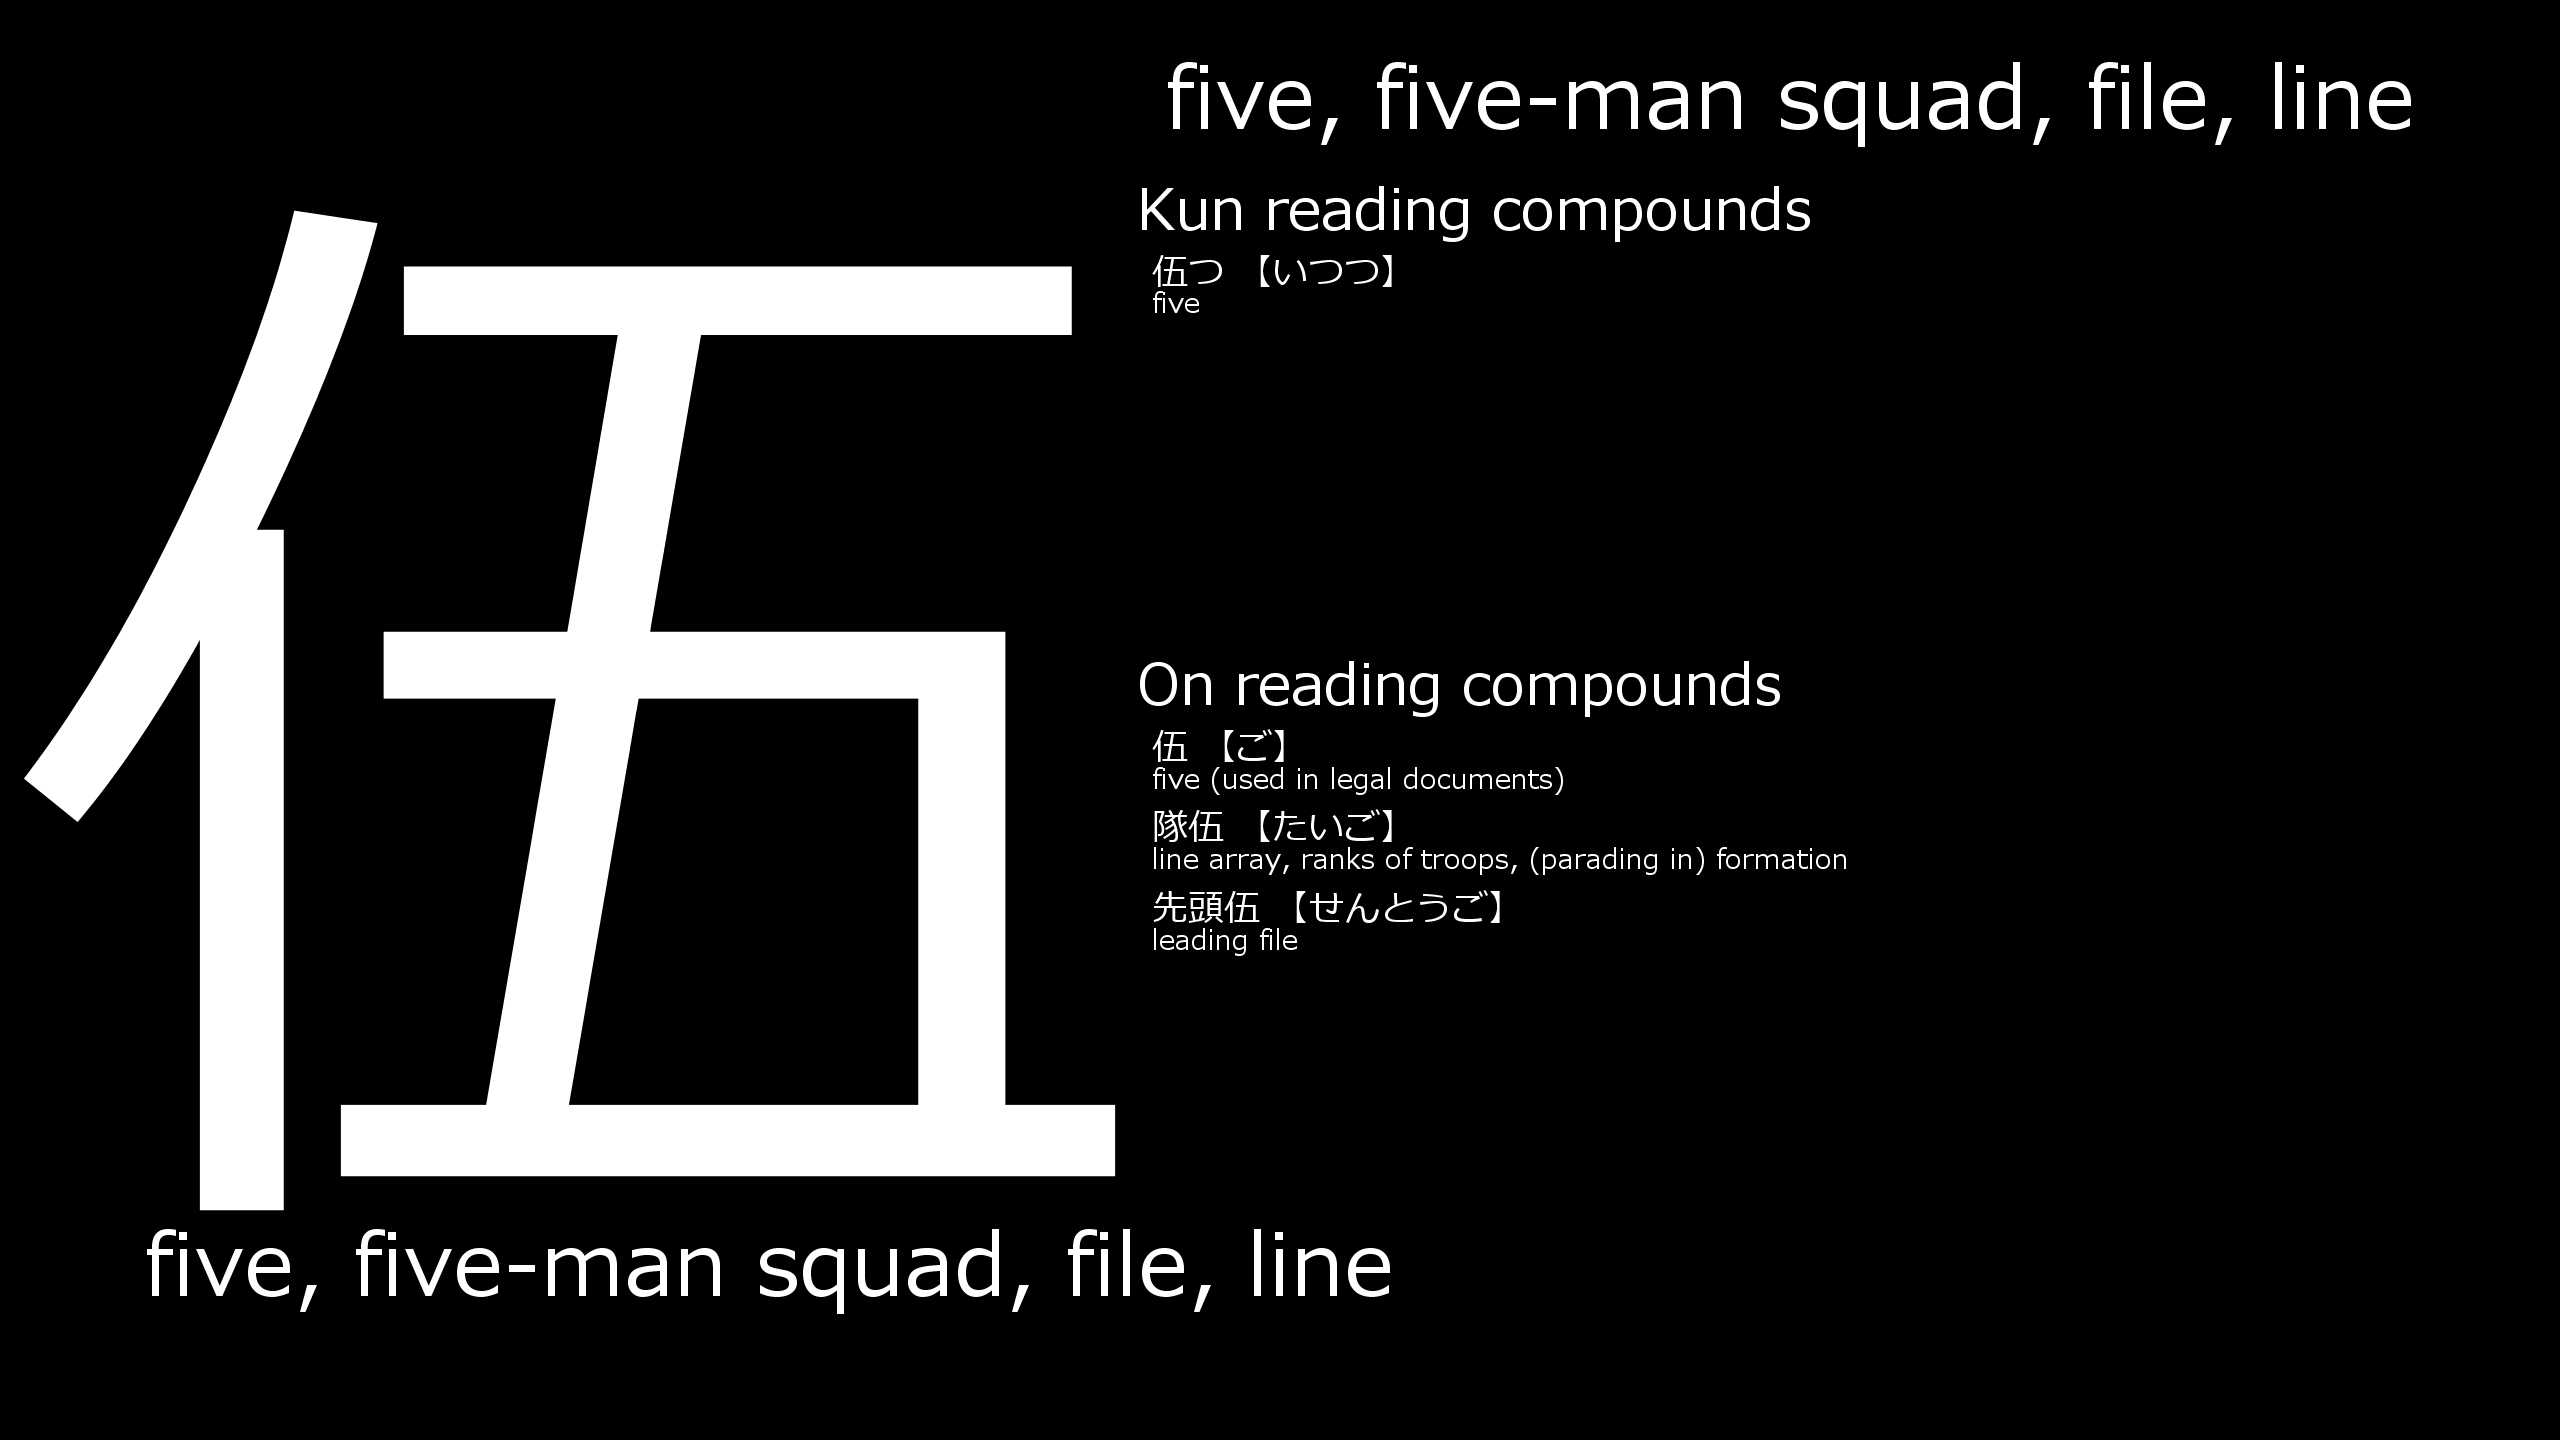 伍
five, five-man squad, file, line
five, five-man squad, file, line
Kun reading compounds
伍つ 【いつつ】
five
On reading compounds
伍 【ご】
five (used in legal documents)
隊伍 【たいご】
line array, ranks of troops, (parading in) formation
先頭伍 【せんとうご】
leading file